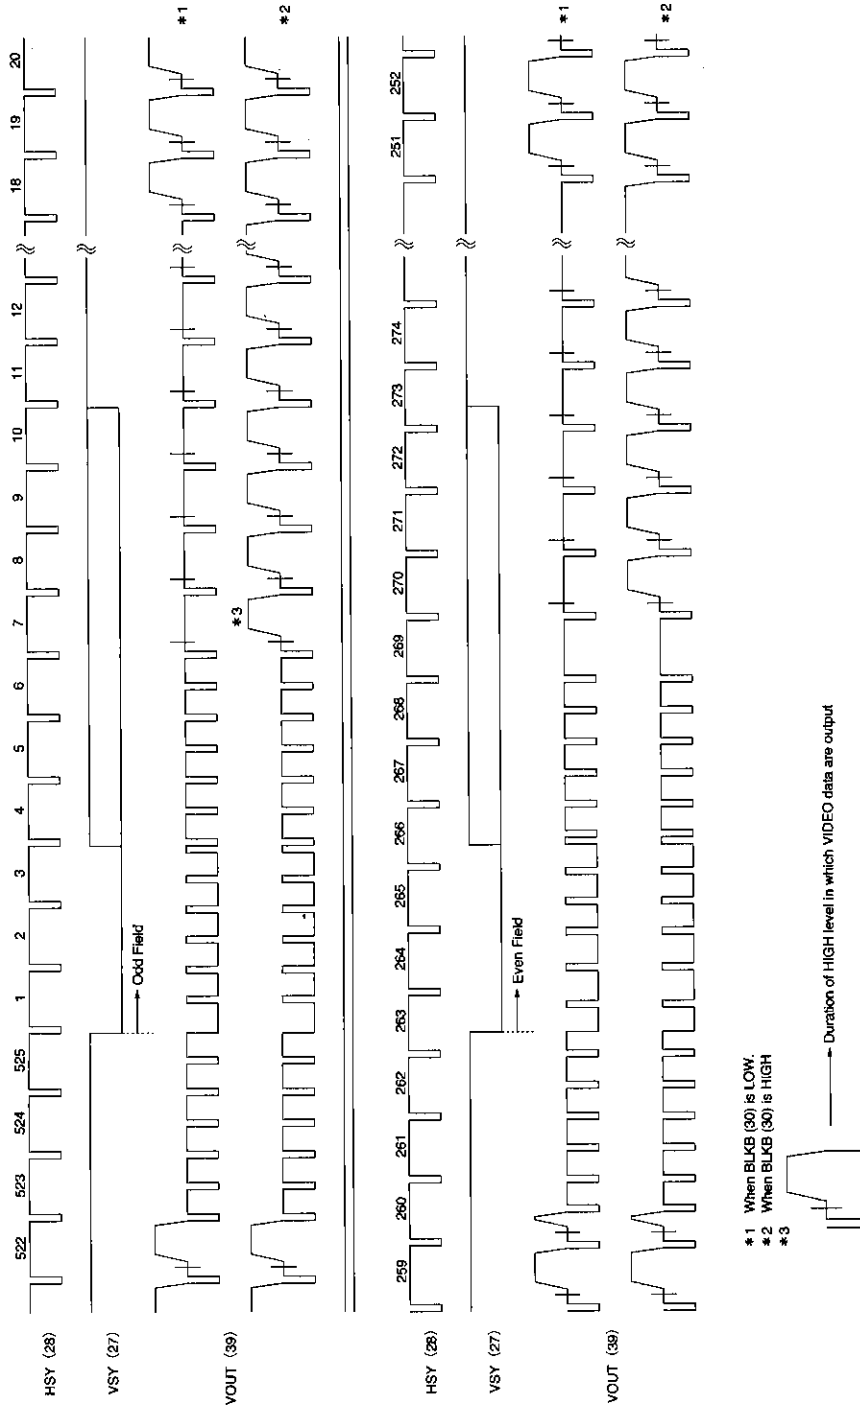 522 523 524 525 1 2 3 4 5 6 7 8 9 10 11 12 18 19 20
HSY (28)
VSY (27)
Odd Field
VOUT (39)
*1
*3
*2
259 260 261 262 263 264 265 266 267 268 269 270 271 272 273 274 251 252
HSY (28)
VSY (27)
Even Field
VOUT (39)
*1
*2
*1 When BLKB (30) is LOW.
*2 When BLKB (30) is HIGH
*3
Duration of HIGH level in which VIDEO data are output